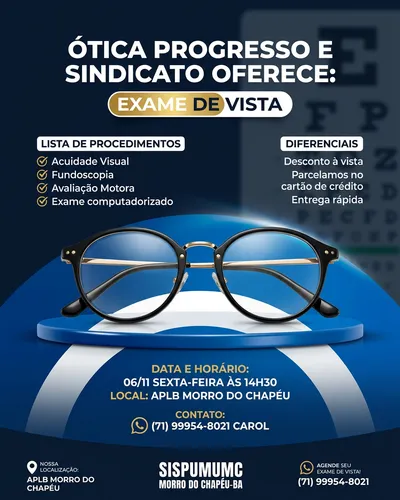 ÓTICA PROGRESSO E
SINDICATO OFERECE:
EXAME DE VISTA
LISTA DE PROCEDIMENTOS
Acuidade Visual
Fundoscopia
Avaliação Motora
Exame computadorizado
DIFERENCIAIS
Desconto à vista
Parcelamos no
cartão de crédito
Entrega rápida
DATA E HORÁRIO:
06/11 SEXTA-FEIRA ÀS 14H30
LOCAL: APLB MORRO DO CHAPÉU
CONTATO:
(71) 99954-8021 CAROL
NOSSA
LOCALIZAÇÃO:
APLB MORRO DO
CHAPÉU
SISPUMUMC
MORRO DO CHAPÉU-BA
AGENDE SEU
EXAME DE VISTA!
(71) 99954-8021